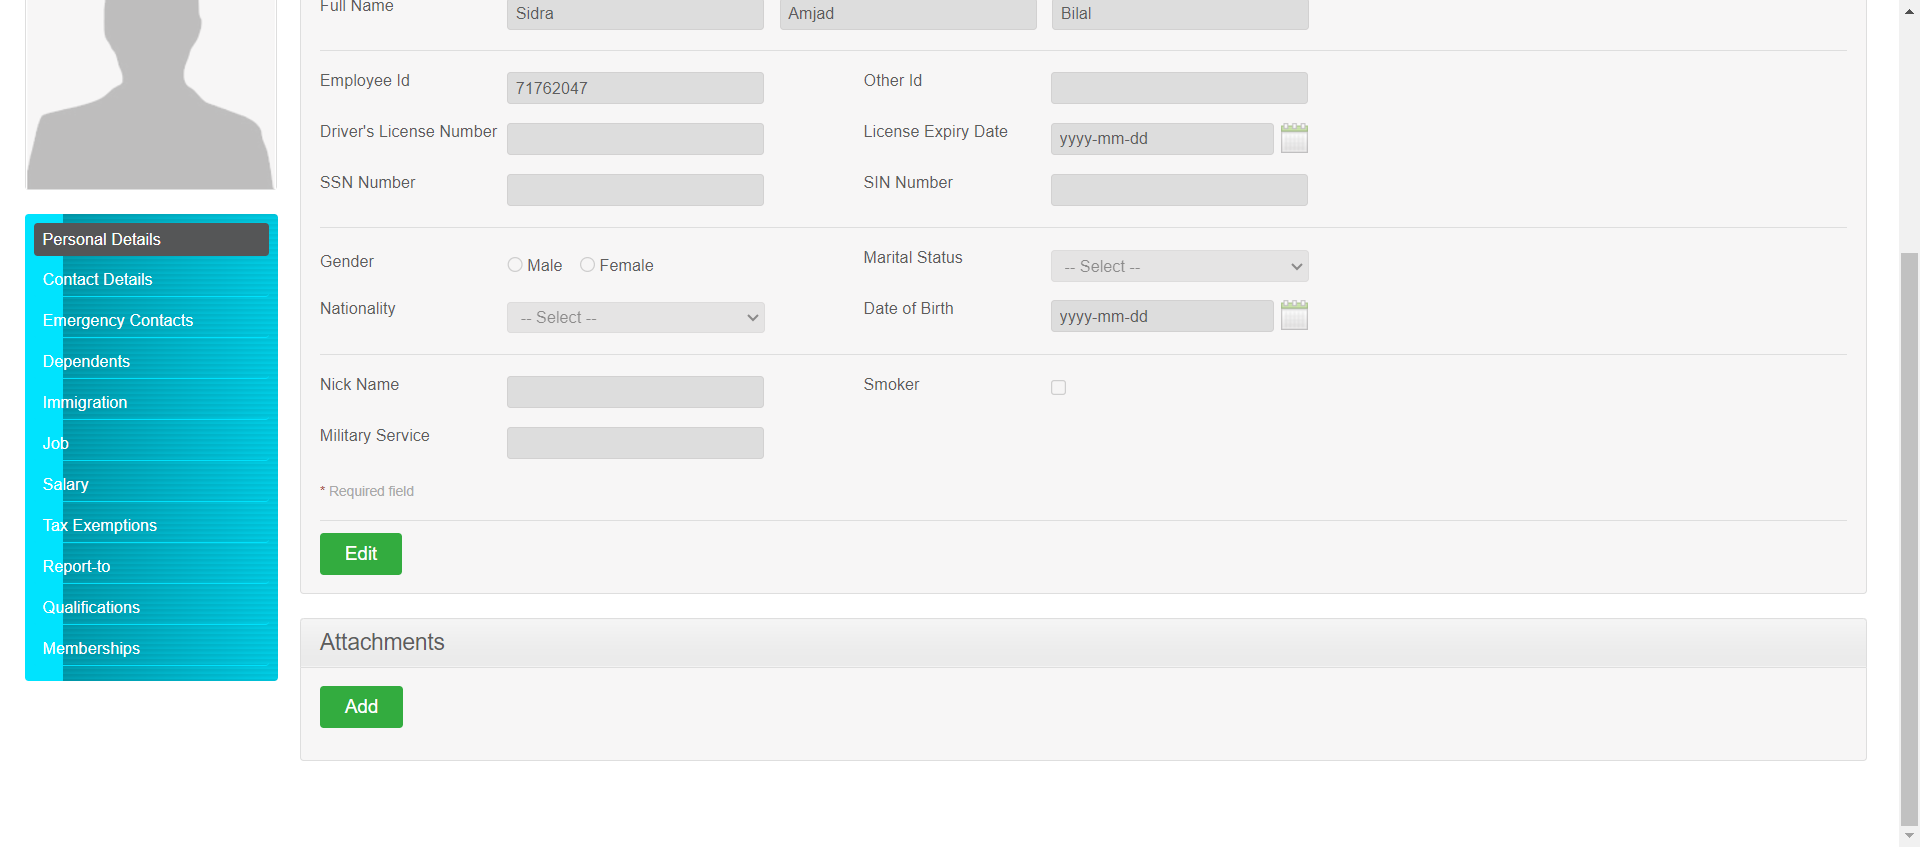 Full Name Sidra Amjad Bilal
Employee Id 71762047 Other Id
Driver's License Number License Expiry Date yyyy-mm-dd
SSN Number SIN Number
Personal Details
Contact Details
Emergency Contacts
Dependents
Immigration
Job
Salary
Tax Exemptions
Report-to
Qualifications
Memberships
Gender Male Female Marital Status -- Select --
Nationality -- Select -- Date of Birth yyyy-mm-dd
Nick Name Smoker
Military Service
* Required field
Edit
Attachments
Add